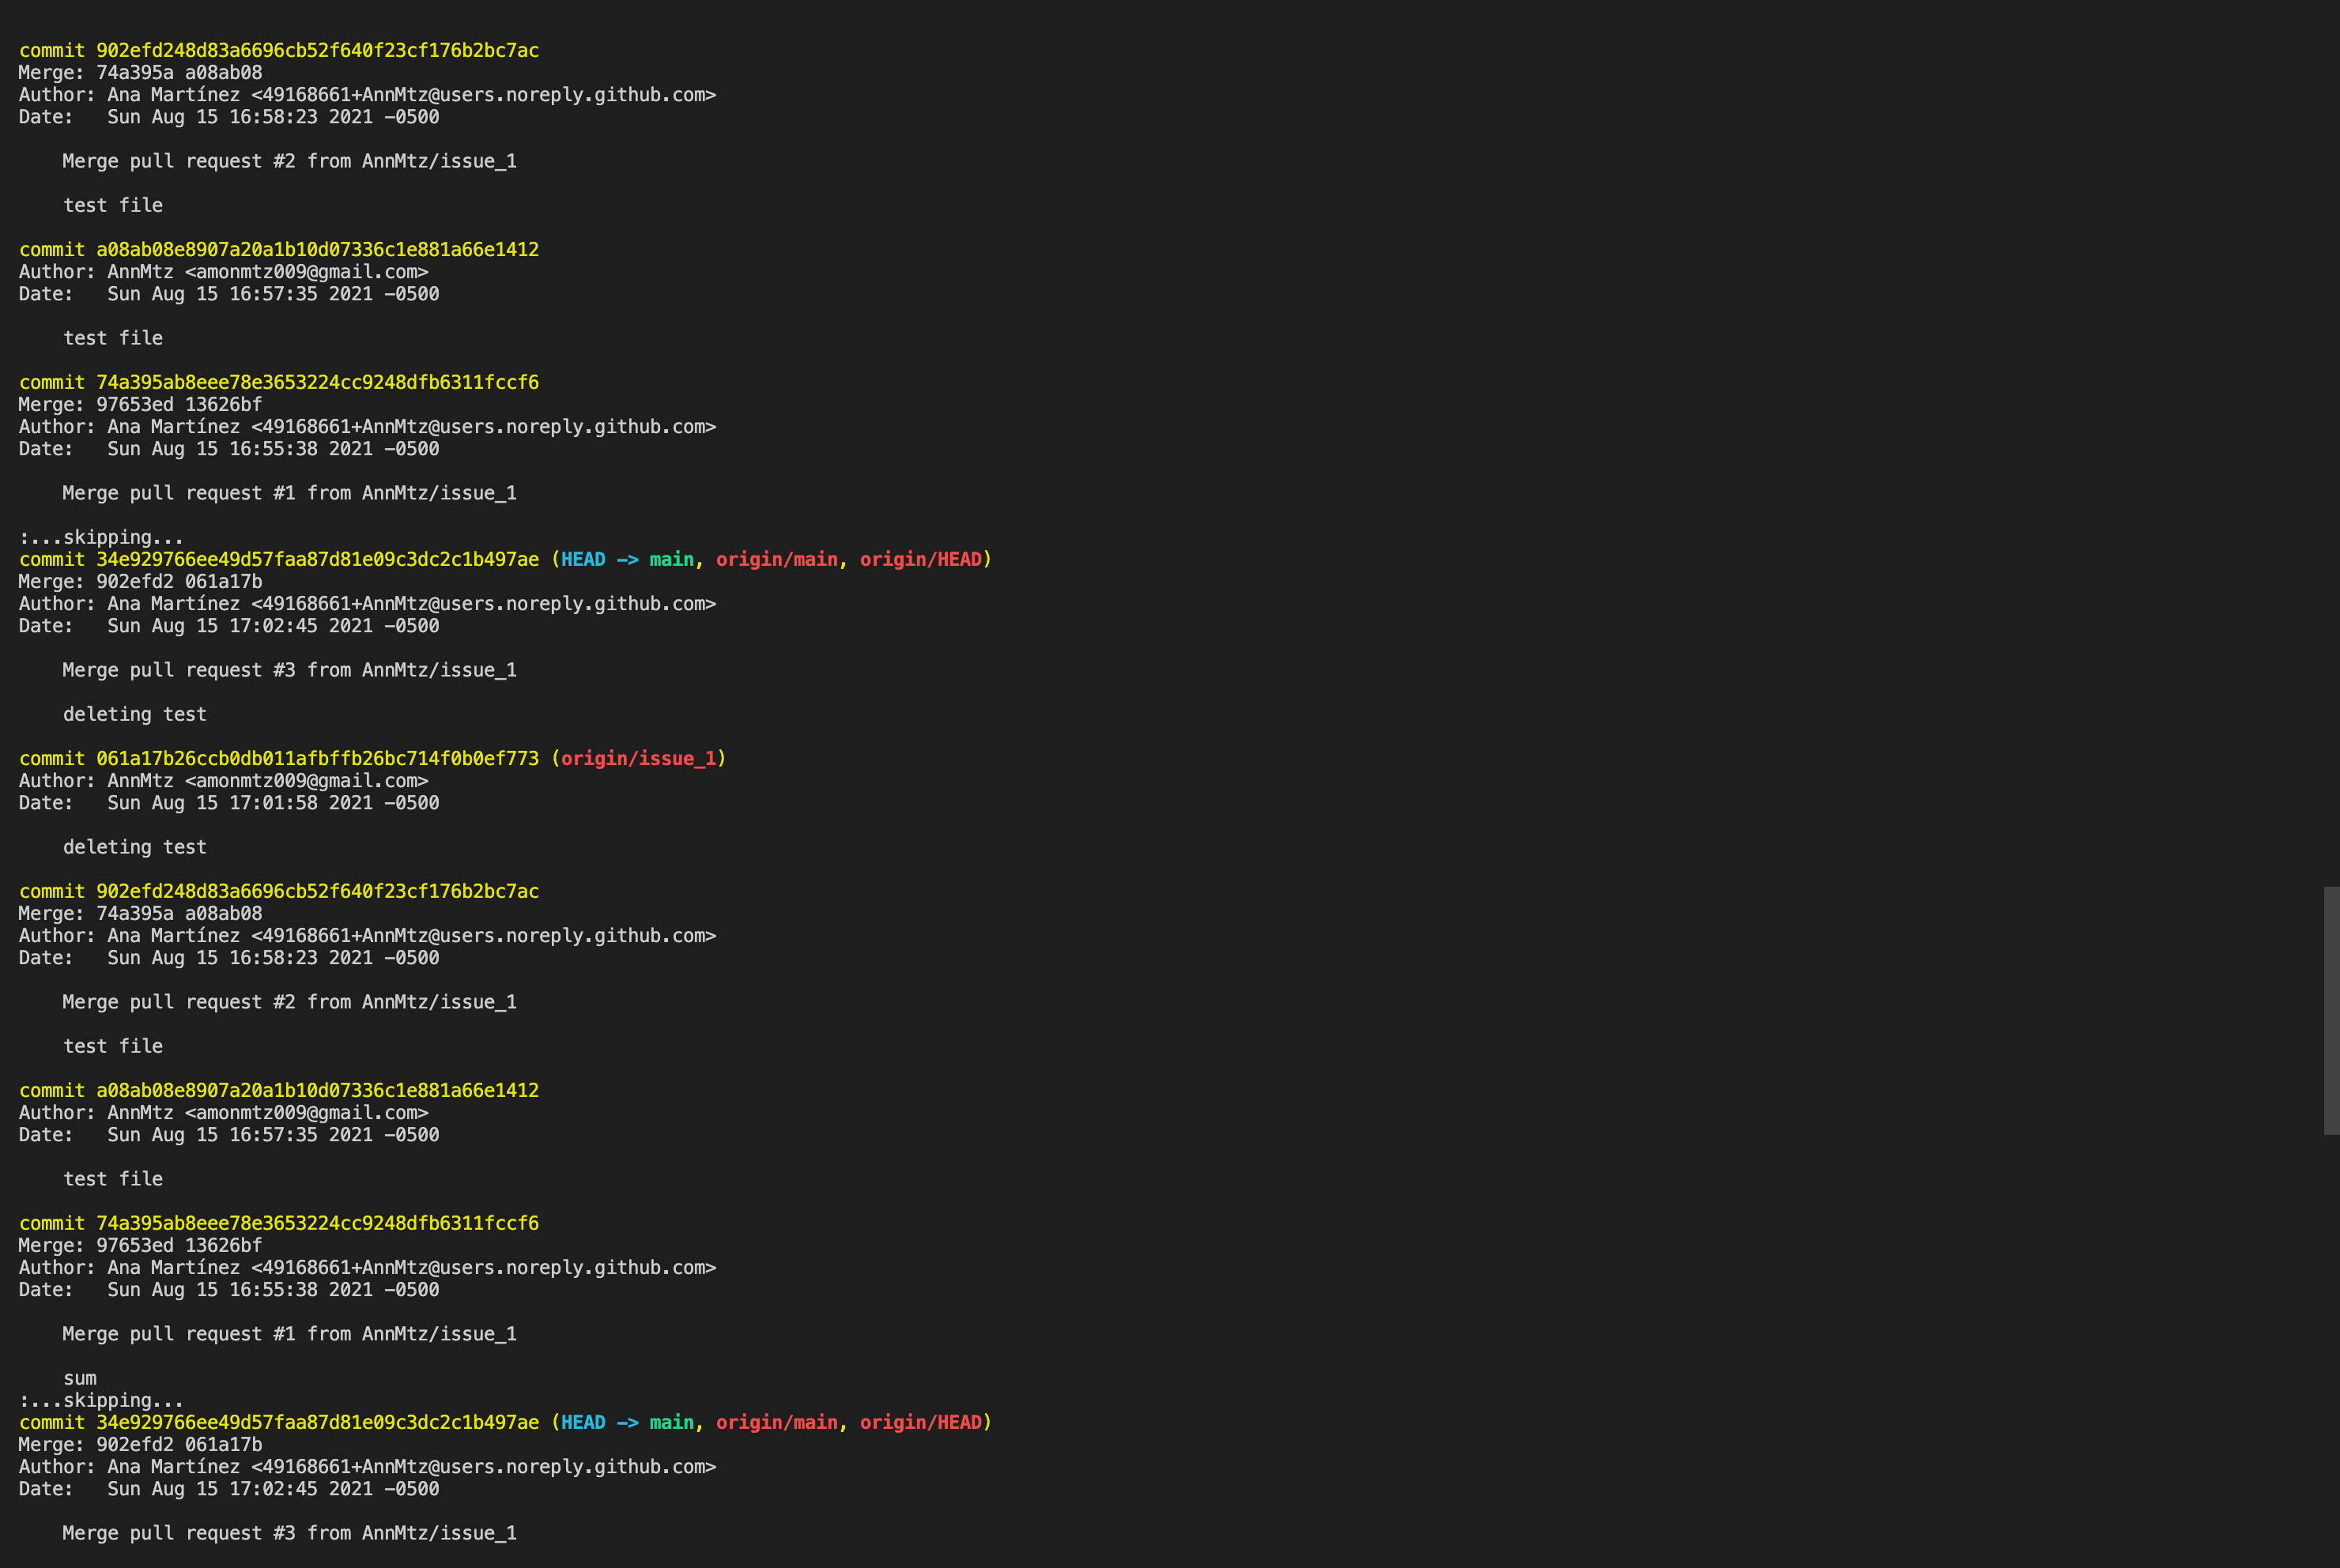 commit 902efd248d83a6696cb52f640f23cf176b2bc7ac
Merge: 74a395a a08ab08
Author: Ana Martínez <49168661+AnnMtz@users.noreply.github.com>
Date:   Sun Aug 15 16:58:23 2021 -0500
    Merge pull request #2 from AnnMtz/issue_1
    test file
commit a08ab08e8907a20a1b10d07336c1e881a66e1412
Author: AnnMtz <amonmtz009@gmail.com>
Date:   Sun Aug 15 16:57:35 2021 -0500
    test file
commit 74a395ab8eee78e3653224cc9248dfb6311fccf6
Merge: 97653ed 13626bf
Author: Ana Martínez <49168661+AnnMtz@users.noreply.github.com>
Date:   Sun Aug 15 16:55:38 2021 -0500
    Merge pull request #1 from AnnMtz/issue_1
:...skipping...
commit 34e929766ee49d57faa87d81e09c3dc2c1b497ae (HEAD -> main, origin/main, origin/HEAD)
Merge: 902efd2 061a17b
Author: Ana Martínez <49168661+AnnMtz@users.noreply.github.com>
Date:   Sun Aug 15 17:02:45 2021 -0500
    Merge pull request #3 from AnnMtz/issue_1
    deleting test
commit 061a17b26ccb0db011afbffb26bc714f0b0ef773 (origin/issue_1)
Author: AnnMtz <amonmtz009@gmail.com>
Date:   Sun Aug 15 17:01:58 2021 -0500
    deleting test
commit 902efd248d83a6696cb52f640f23cf176b2bc7ac
Merge: 74a395a a08ab08
Author: Ana Martínez <49168661+AnnMtz@users.noreply.github.com>
Date:   Sun Aug 15 16:58:23 2021 -0500
    Merge pull request #2 from AnnMtz/issue_1
    test file
commit a08ab08e8907a20a1b10d07336c1e881a66e1412
Author: AnnMtz <amonmtz009@gmail.com>
Date:   Sun Aug 15 16:57:35 2021 -0500
    test file
commit 74a395ab8eee78e3653224cc9248dfb6311fccf6
Merge: 97653ed 13626bf
Author: Ana Martínez <49168661+AnnMtz@users.noreply.github.com>
Date:   Sun Aug 15 16:55:38 2021 -0500
    Merge pull request #1 from AnnMtz/issue_1
    sum
:...skipping...
commit 34e929766ee49d57faa87d81e09c3dc2c1b497ae (HEAD -> main, origin/main, origin/HEAD)
Merge: 902efd2 061a17b
Author: Ana Martínez <49168661+AnnMtz@users.noreply.github.com>
Date:   Sun Aug 15 17:02:45 2021 -0500
    Merge pull request #3 from AnnMtz/issue_1